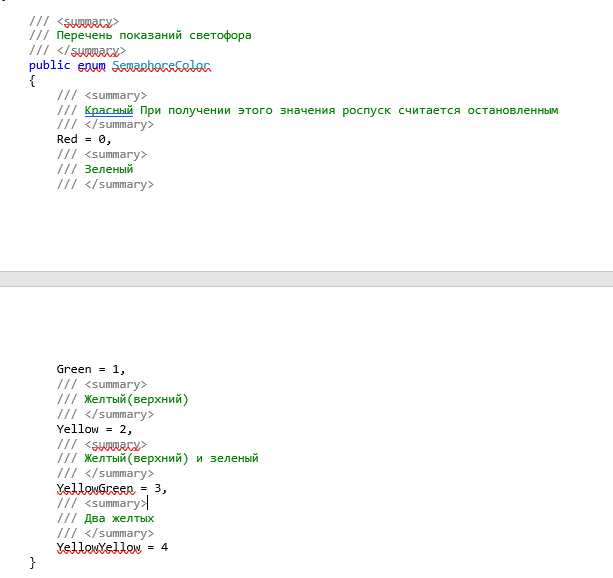 /// <summary>
/// Перечень показаний светофора
/// </summary>
public enum SemaphoreColor
{
/// <summary>
/// Красный При получении этого значения роспуск считается остановленным
/// </summary>
Red = 0,
/// <summary>
/// Зеленый
/// </summary>
Green = 1,
/// <summary>
/// Желтый(верхний)
/// </summary>
Yellow = 2,
/// <summary>
/// Желтый(верхний) и зеленый
/// </summary>
YellowGreen = 3,
/// <summary>
/// Два желтых
/// </summary>
YellowYellow = 4
}